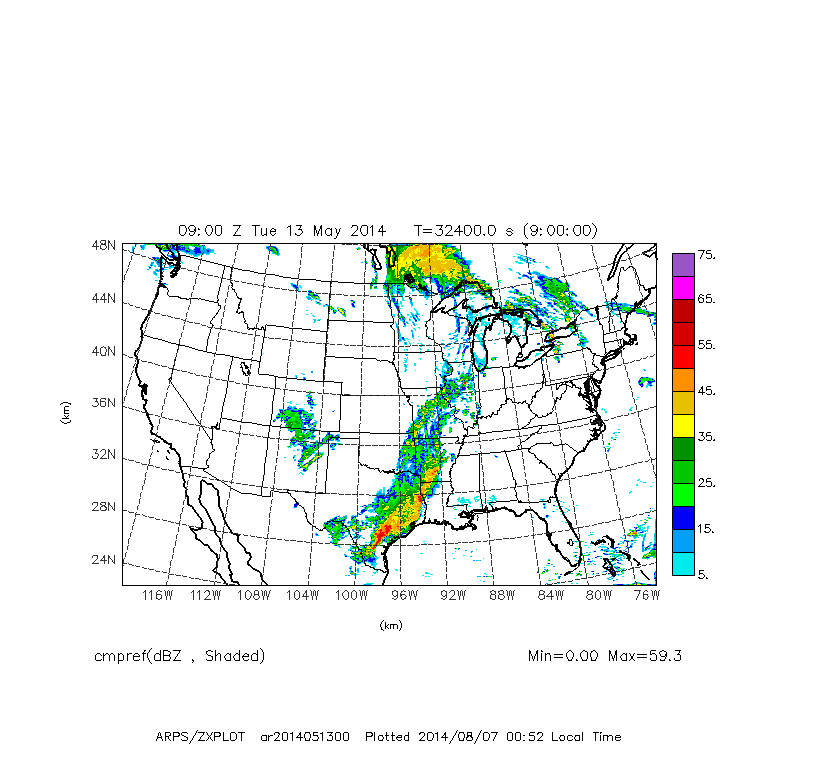 09:00 Z Tue 13 May 2014 T=32400.0 s (9:00:00)
48N
44N
40N
36N
32N
28N
24N
(km)
116W 112W 108W 104W 100W 96W 92W 88W 84W 80W 76W
(km)
75.
65.
55.
45.
35.
25.
15.
5.
cmpref(dBZ , Shaded) Min=0.00 Max=59.3
ARPS/ZXPLOT ar2014051300 Plotted 2014/08/07 00:52 Local Time